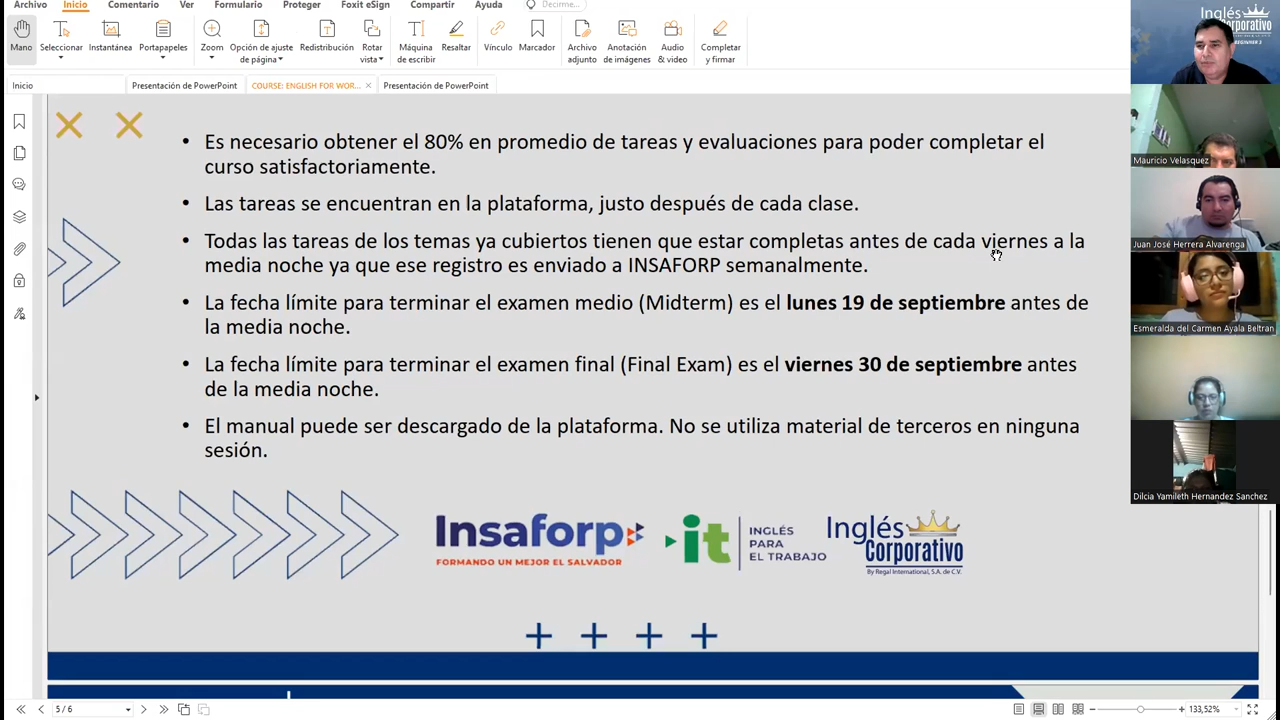 Archivo Inicio Comentario Ver Formulario Proteger Foxit eSign Compartir Ayuda Decirme...
Mano Seleccionar Instantánea Portapapeles Zoom Opción de ajuste de página Redistribución Rotar vista Máquina de escribir Resaltar Vínculo Marcador Archivo adjunto Anotación de imágenes Audio & video Completar y firmar
Inicio Presentación de PowerPoint COURSE: ENGLISH FOR WOR... Presentación de PowerPoint
• Es necesario obtener el 80% en promedio de tareas y evaluaciones para poder completar el
curso satisfactoriamente.
• Las tareas se encuentran en la plataforma, justo después de cada clase.
• Todas las tareas de los temas ya cubiertos tienen que estar completas antes de cada viernes a la
media noche ya que ese registro es enviado a INSAFORP semanalmente.
• La fecha límite para terminar el examen medio (Midterm) es el lunes 19 de septiembre antes de
la media noche.
• La fecha límite para terminar el examen final (Final Exam) es el viernes 30 de septiembre antes
de la media noche.
• El manual puede ser descargado de la plataforma. No se utiliza material de terceros en ninguna
sesión.
Insaforp
FORMANDO UN MEJOR EL SALVADOR
it
INGLÉS
PARA
EL TRABAJO
Inglés
Corporativo
By Regal International, S.A. de C.V.
5 / 6
133,52%
Inglés
Corporativo
BEGINNER 2
Mauricio Velasquez
Juan José Herrera Alvarenga
Esmeralda del Carmen Ayala Beltran
Dilcia Yamileth Hernandez Sanchez